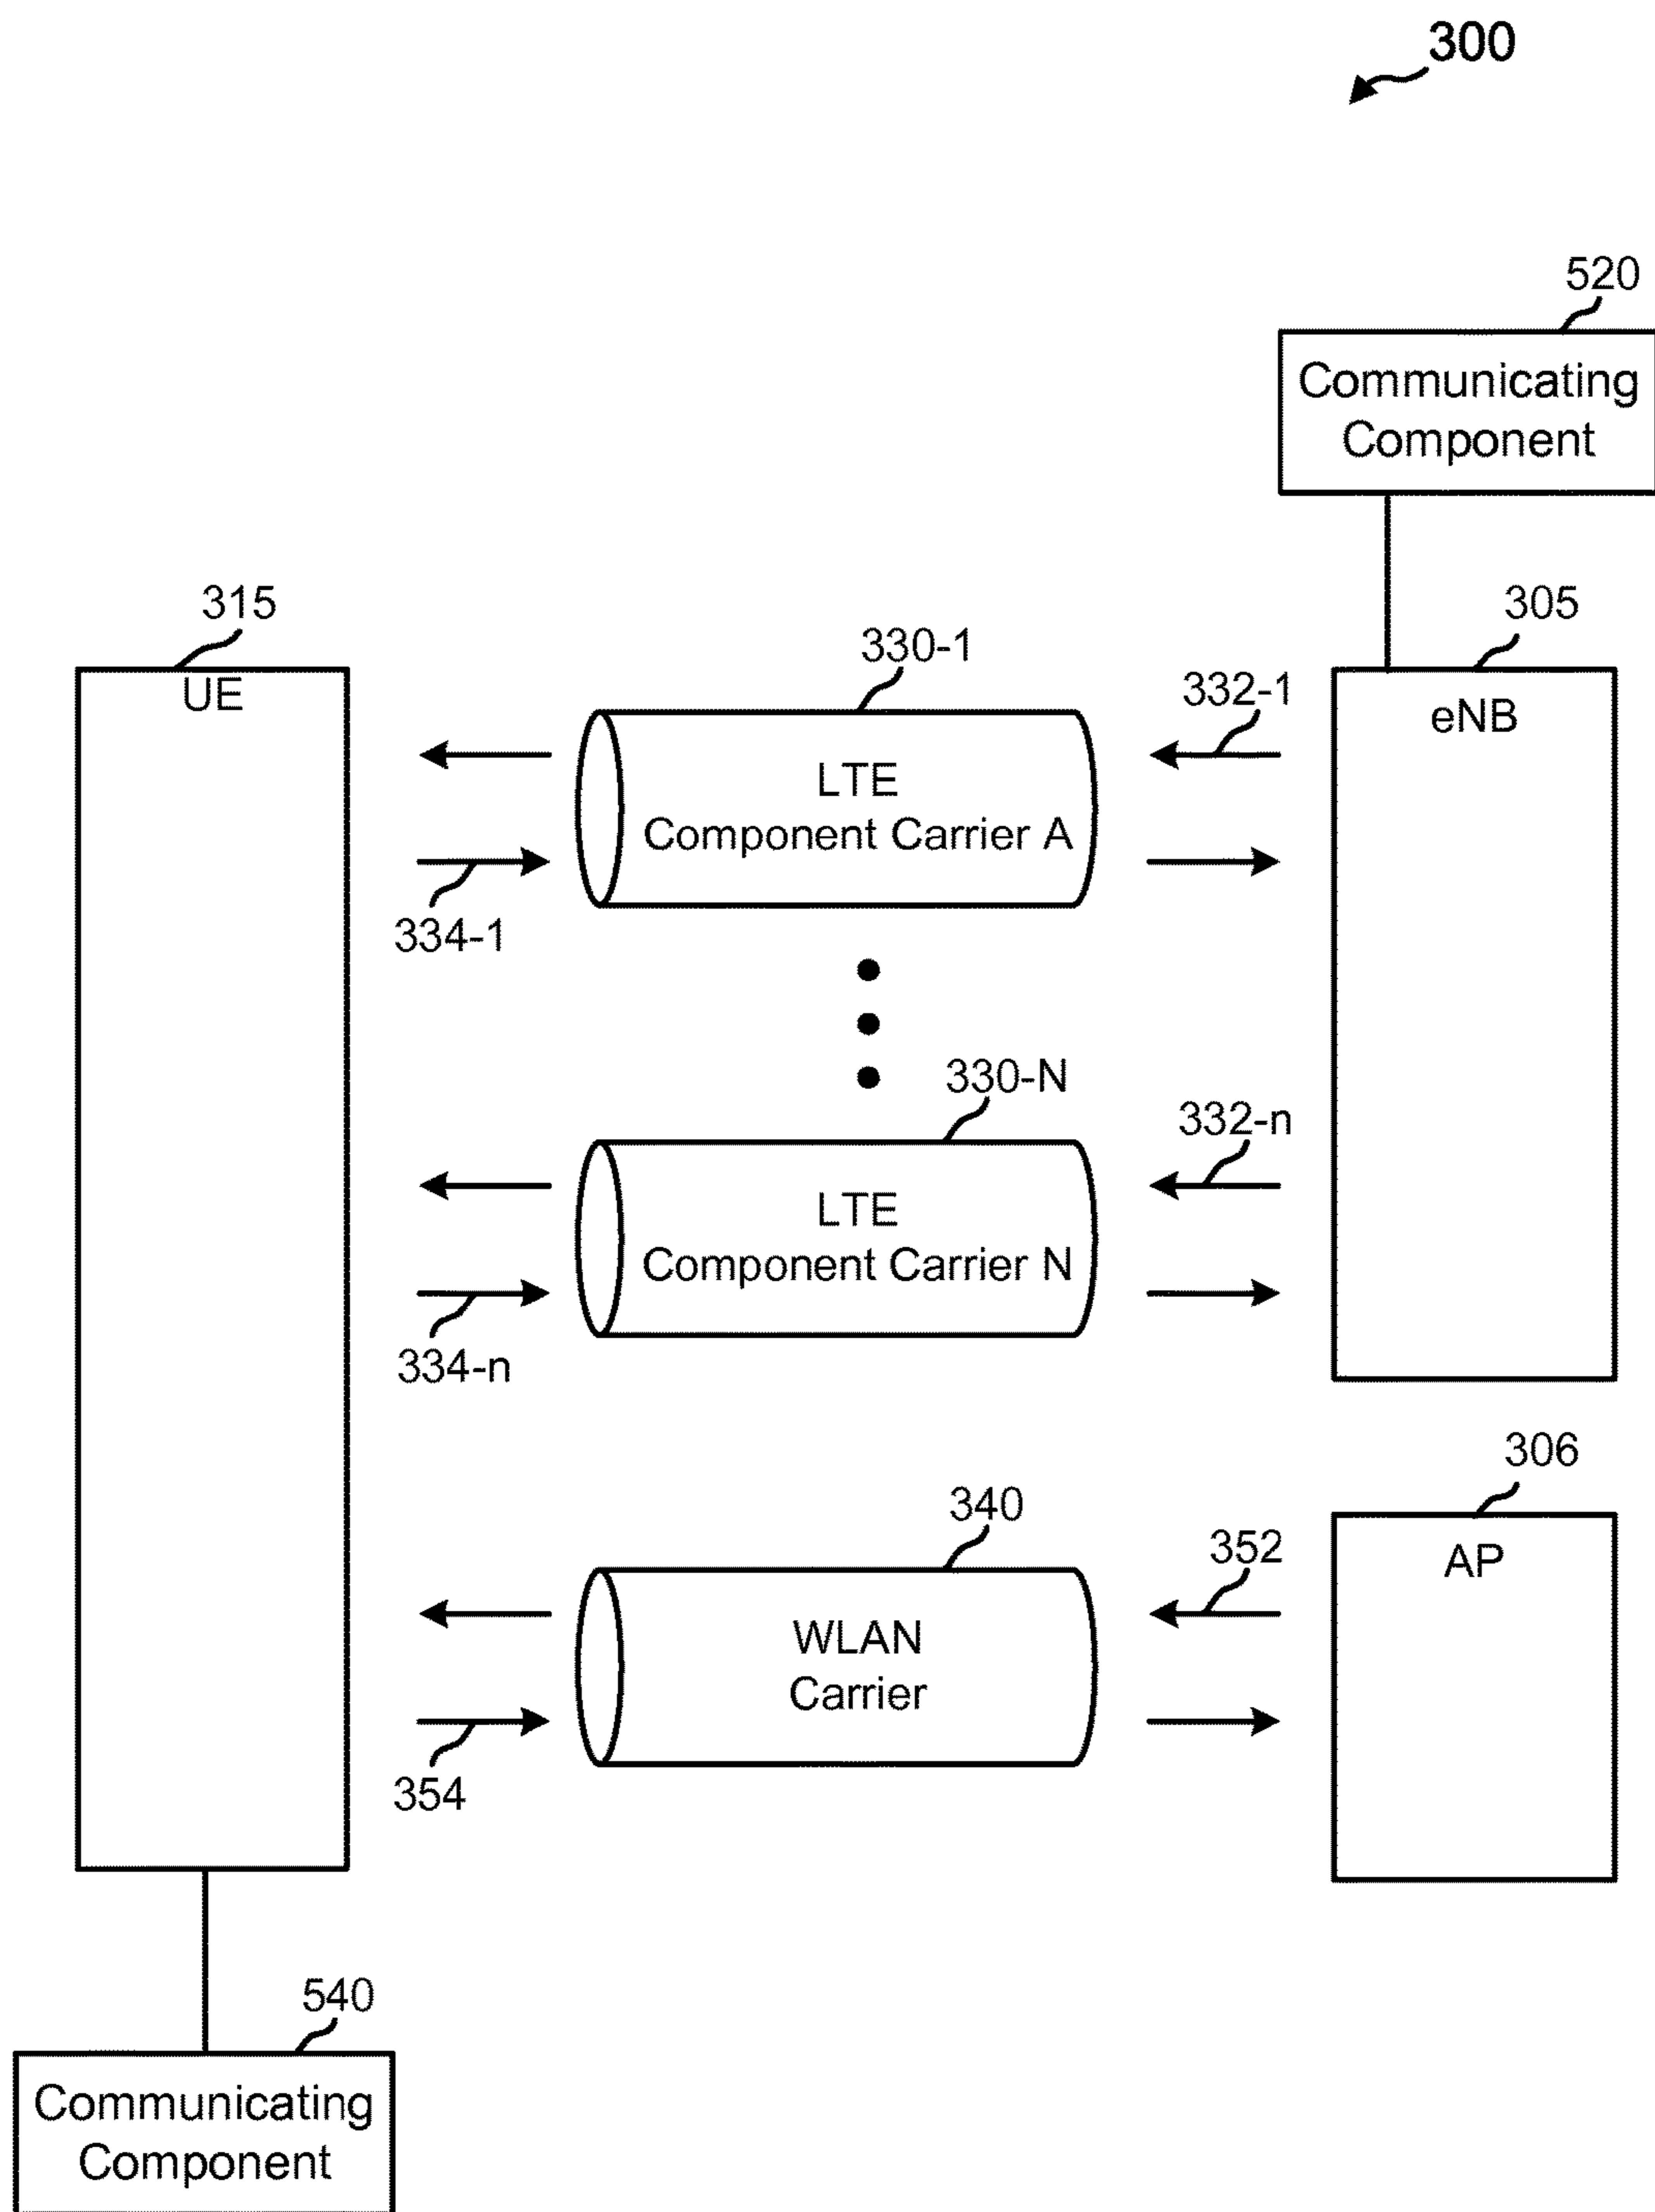 300
520
Communicating
Component
315
UE
330-1
332-1
305
eNB
LTE
Component Carrier A
334-1
330-N
332-n
LTE
Component Carrier N
334-n
306
AP
340
352
WLAN
Carrier
354
540
Communicating
Component